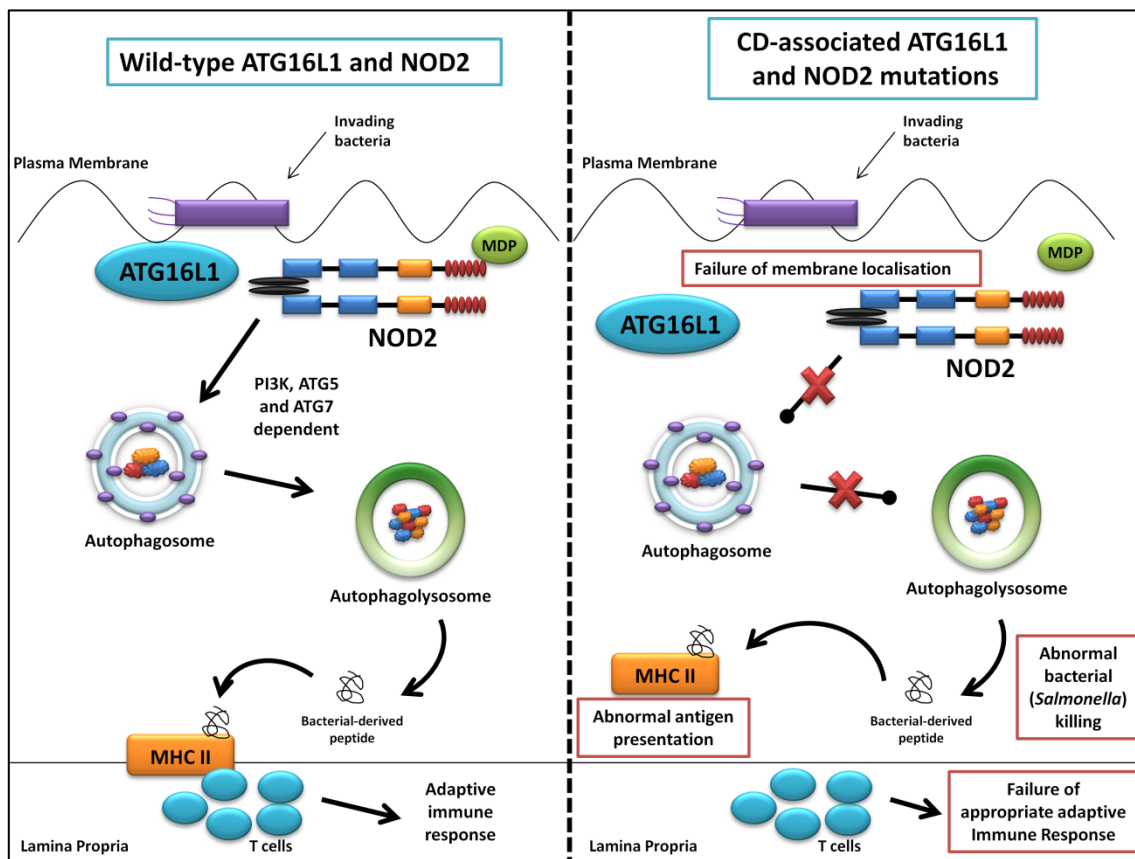 Wild-type ATG16L1 and NOD2
Invading
bacteria
Plasma Membrane
MDP
ATG16L1
NOD2
PI3K, ATG5
and ATG7
dependent
Autophagosome
Autophagolysosome
Bacterial-derived
peptide
MHC II
Adaptive
immune
response
T cells
Lamina Propria
CD-associated ATG16L1
and NOD2 mutations
Invading
bacteria
Plasma Membrane
MDP
Failure of membrane localisation
ATG16L1
NOD2
Autophagosome
Autophagolysosome
MHC II
Abnormal antigen
presentation
Bacterial-derived
peptide
Abnormal
bacterial
(Salmonella)
killing
Failure of
appropriate adaptive
Immune Response
T cells
Lamina Propria